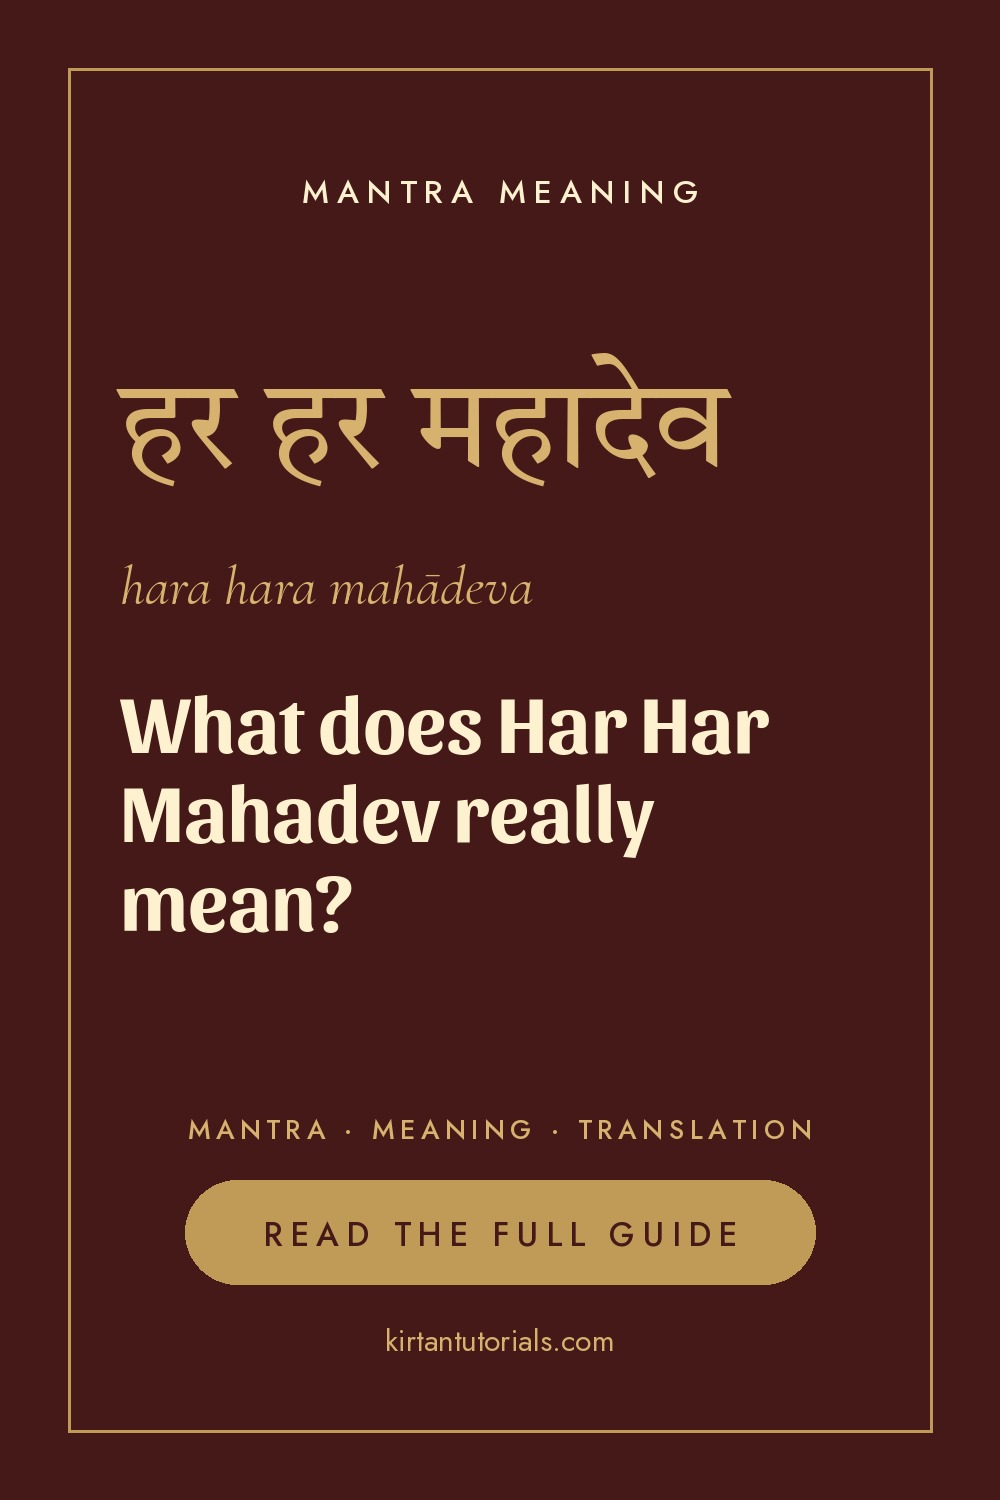 MANTRA MEANING
हर हर महादेव
hara hara mahādeva
What does Har Har
Mahadev really
mean?
MANTRA · MEANING · TRANSLATION
READ THE FULL GUIDE
kirtantutorials.com